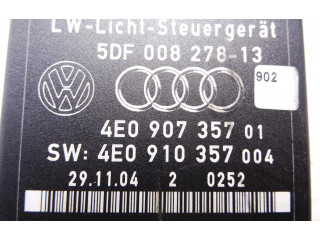 LW-Licht-Steuergerät
5DF 008 278-13
902
4E0 907 357 01
SW: 4E0 910 357 004
29.11.04 2 0252